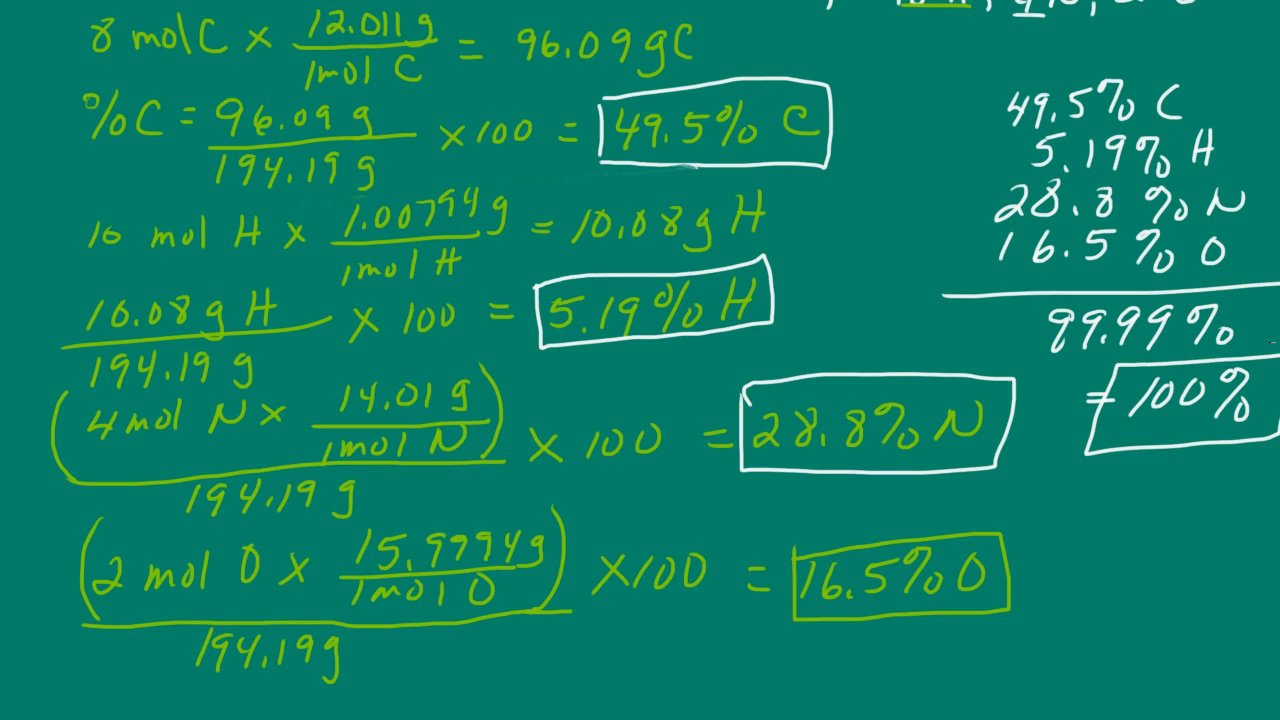 8 mol C × 12.011 g / 1 mol C = 96.09 g C
%C = 96.09 g / 194.19 g × 100 = 49.5% C
10 mol H × 1.00794 g / 1 mol H = 10.08 g H
10.08 g H / 194.19 g × 100 = 5.19% H
(4 mol N × 14.01 g / 1 mol N) / 194.19 g × 100 = 28.8% N
(2 mol O × 15.9994 g / 1 mol O) / 194.19 g × 100 = 16.5% O
49.5% C
5.19% H
28.8% N
16.5% O
99.99%
= 100%